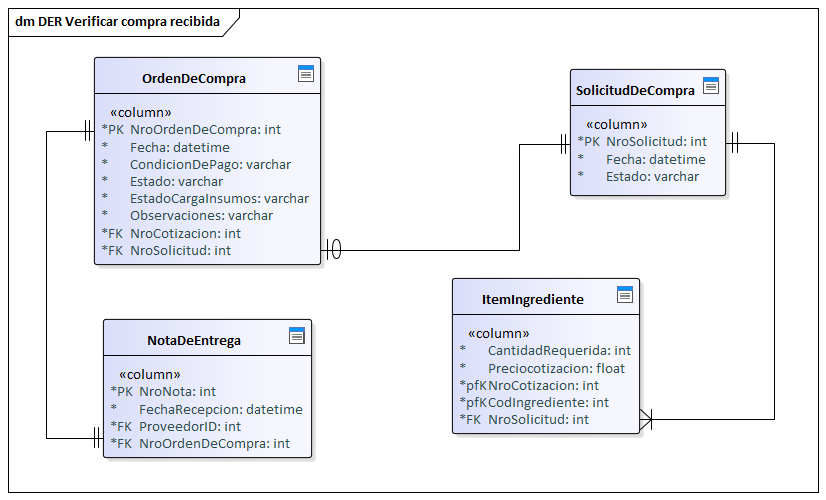 dm DER Verificar compra recibida
OrdenDeCompra
«column»
*PK NroOrdenDeCompra: int
* Fecha: datetime
* CondicionDePago: varchar
* Estado: varchar
* EstadoCargaInsumos: varchar
* Observaciones: varchar
*FK NroCotizacion: int
*FK NroSolicitud: int
SolicitudDeCompra
«column»
*PK NroSolicitud: int
* Fecha: datetime
* Estado: varchar
ItemIngrediente
«column»
* CantidadRequerida: int
* Preciocotizacion: float
*pfK NroCotizacion: int
*pfK CodIngrediente: int
*FK NroSolicitud: int
NotaDeEntrega
«column»
*PK NroNota: int
* FechaRecepcion: datetime
*FK ProveedorID: int
*FK NroOrdenDeCompra: int